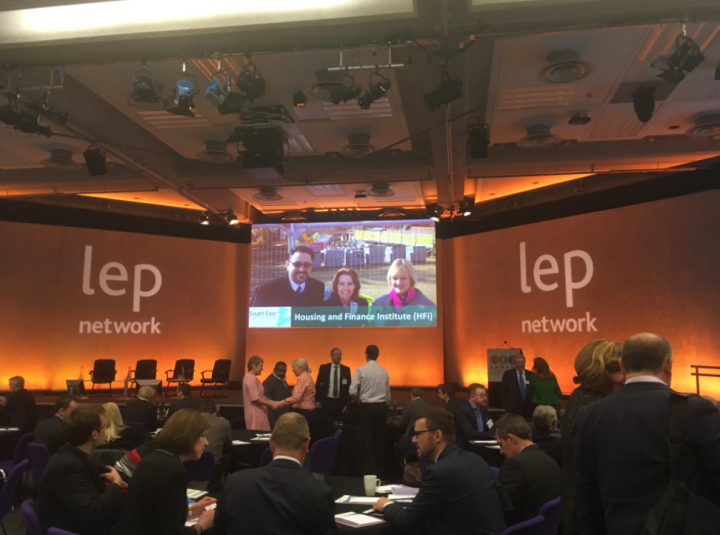 lep
network
South East
Housing and Finance Institute (HFi)
lep
network